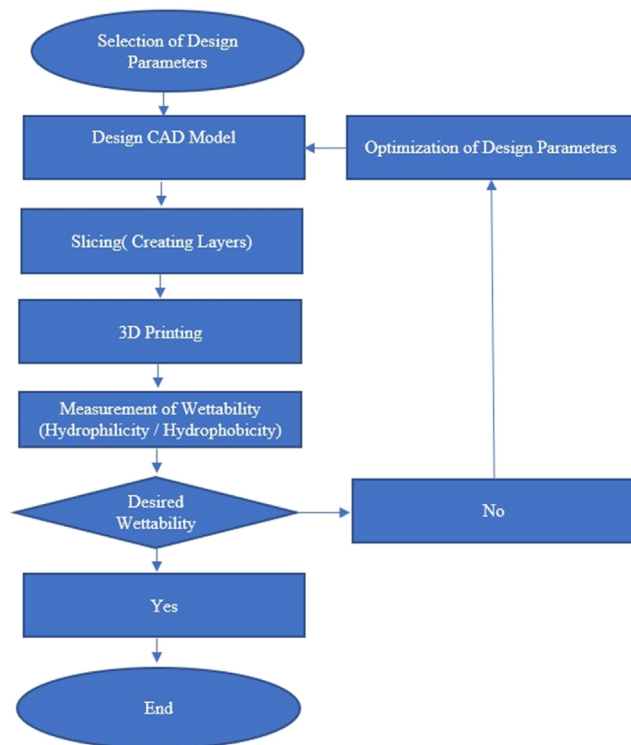 Selection of Design
Parameters
Design CAD Model
Optimization of Design Parameters
Slicing( Creating Layers)
3D Printing
Measurement of Wettability
(Hydrophilicity / Hydrophobicity)
Desired
Wettability
No
Yes
End